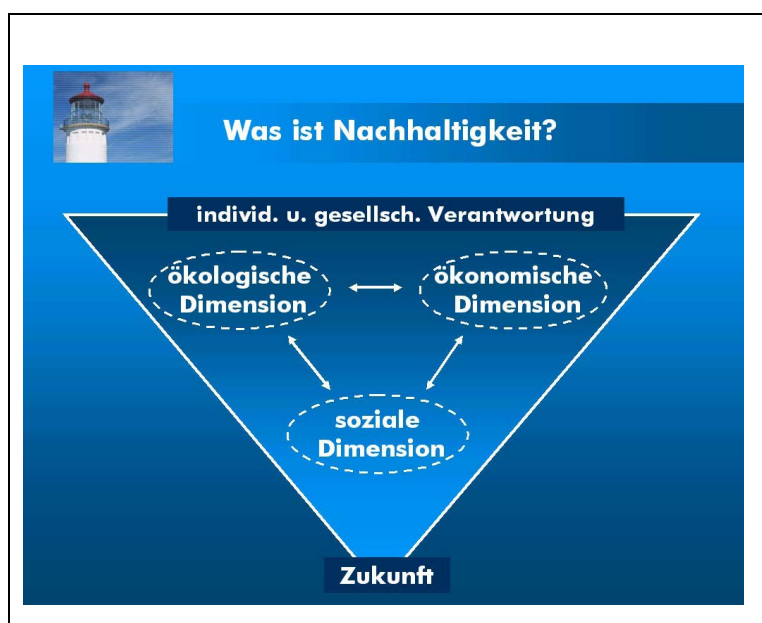 Was ist Nachhaltigkeit?
individ. u. gesellsch. Verantwortung
ökologische
Dimension
ökonomische
Dimension
soziale
Dimension
Zukunft